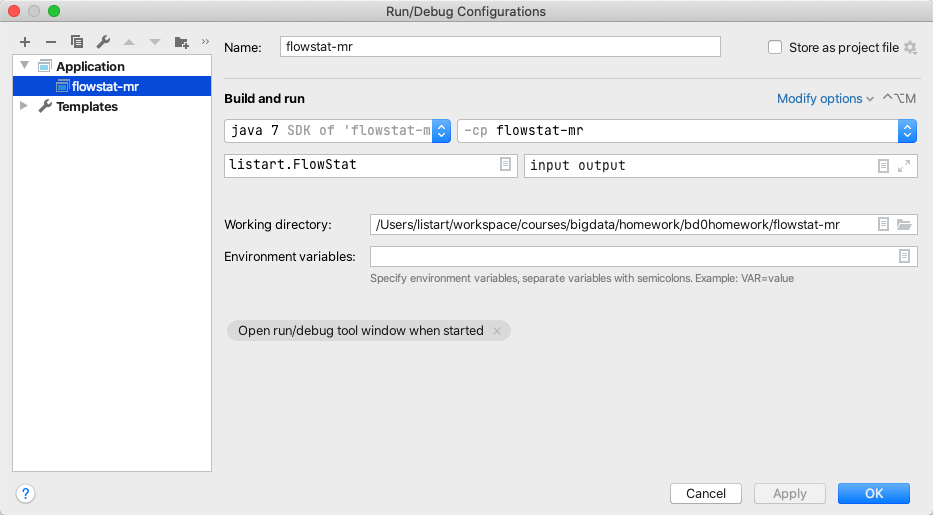 Run/Debug Configurations
»
Name: flowstat-mr
Store as project file
Application
flowstat-mr
Templates
Build and run
Modify options ^⌥M
java 7 SDK of 'flowstat-m
-cp flowstat-mr
listart.FlowStat
input output
Working directory: /Users/listart/workspace/courses/bigdata/homework/bd0homework/flowstat-mr
Environment variables:
Specify environment variables, separate variables with semicolons. Example: VAR=value
Open run/debug tool window when started ×
?
Cancel
Apply
OK